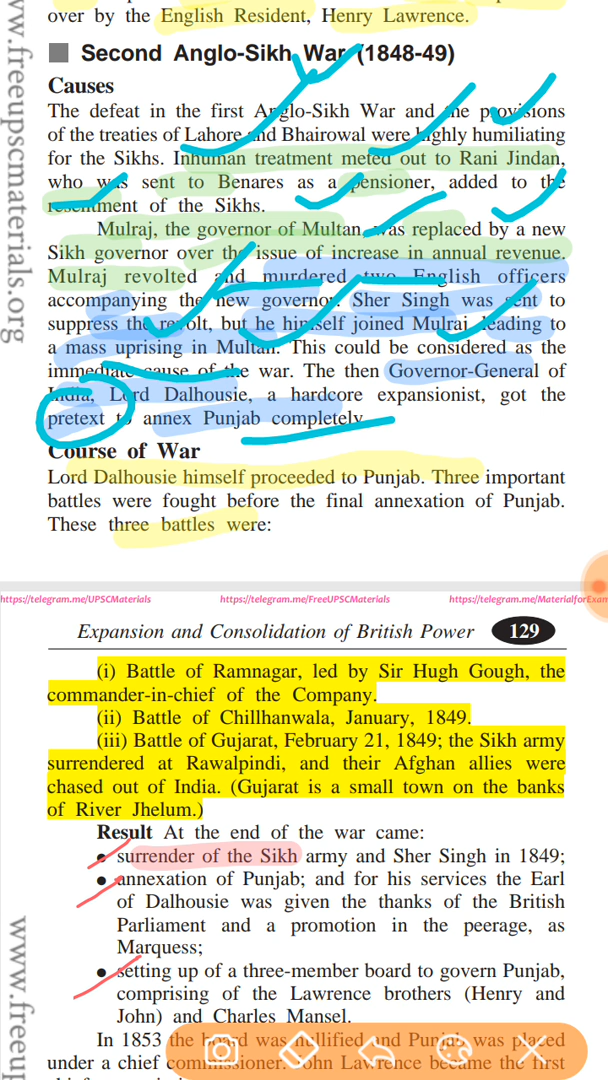 over by the English Resident, Henry Lawrence.
Second Anglo-Sikh War (1848-49)
Causes
The defeat in the first Anglo-Sikh War and the provisions
of the treaties of Lahore and Bhairowal were highly humiliating
for the Sikhs. Inhuman treatment meted out to Rani Jindan,
who was sent to Benares as a pensioner, added to the
resentment of the Sikhs.
Mulraj, the governor of Multan, was replaced by a new
Sikh governor over the issue of increase in annual revenue.
Mulraj revolted and murdered two English officers
accompanying the new governor. Sher Singh was sent to
suppress the revolt, but he himself joined Mulraj, leading to
a mass uprising in Multan. This could be considered as the
immediate cause of the war. The then Governor-General of
India, Lord Dalhousie, a hardcore expansionist, got the
pretext to annex Punjab completely.
Course of War
Lord Dalhousie himself proceeded to Punjab. Three important
battles were fought before the final annexation of Punjab.
These three battles were:
https://telegram.me/UPSCMaterials
https://telegram.me/FreeUPSCMaterials
https://telegram.me/MaterialforExam
Expansion and Consolidation of British Power 129
(i) Battle of Ramnagar, led by Sir Hugh Gough, the
commander-in-chief of the Company.
(ii) Battle of Chillhanwala, January, 1849.
(iii) Battle of Gujarat, February 21, 1849; the Sikh army
surrendered at Rawalpindi, and their Afghan allies were
chased out of India. (Gujarat is a small town on the banks
of River Jhelum.)
Result At the end of the war came:
• surrender of the Sikh army and Sher Singh in 1849;
• annexation of Punjab; and for his services the Earl
of Dalhousie was given the thanks of the British
Parliament and a promotion in the peerage, as
Marquess;
• setting up of a three-member board to govern Punjab,
comprising of the Lawrence brothers (Henry and
John) and Charles Mansel.
In 1853 the board was nullified and Punjab was placed
under a chief commissioner. John Lawrence became the first
www.freeupscmaterials.org
www.freeup